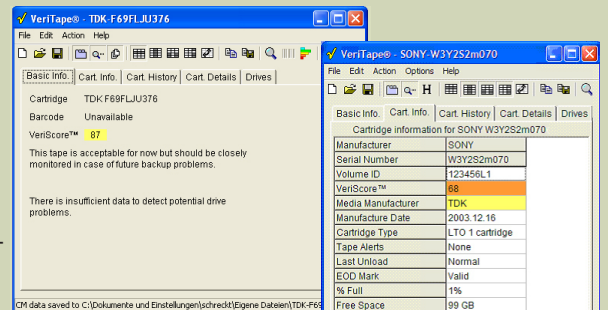 VeriTape® - TDK-F69FLJU376
File Edit Action Help
Basic Info. Cart. Info. Cart. History Cart. Details Drives
Cartridge TDK F69FLJU376
Barcode Unavailable
VeriScore™ 87
This tape is acceptable for now but should be closely
monitored in case of future backup problems.
There is insufficient data to detect potential drive
problems.
CM data saved to C:\Dokumente und Einstellungen\schreckt\Eigene Dateien\TDK-F69
VeriTape® - SONY-W3Y2S2m070
File Edit Action Options Help
H
Basic Info. Cart. Info. Cart. History Cart. Details Drives
Cartridge information for SONY W3Y2S2m070
Manufacturer SONY
Serial Number W3Y2S2m070
Volume ID 123456L1
VeriScore™ 68
Media Manufacturer TDK
Manufacture Date 2003.12.16
Cartridge Type LTO 1 cartridge
Tape Alerts None
Last Unload Normal
EOD Mark Valid
% Full 1%
Free Space 99 GB